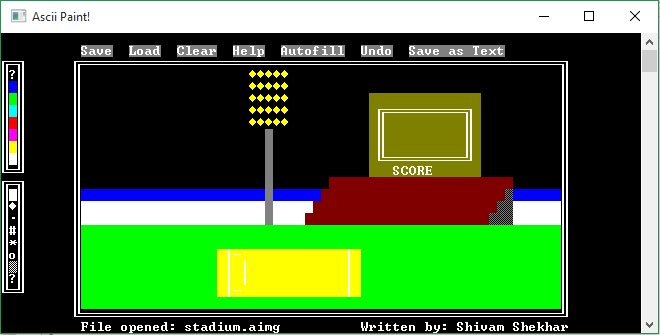 Ascii Paint!
Save Load Clear Help Autofill Undo Save as Text
?
◆
-
#
*
o
?
SCORE
File opened: stadium.aimg Written by: Shivam Shekhar